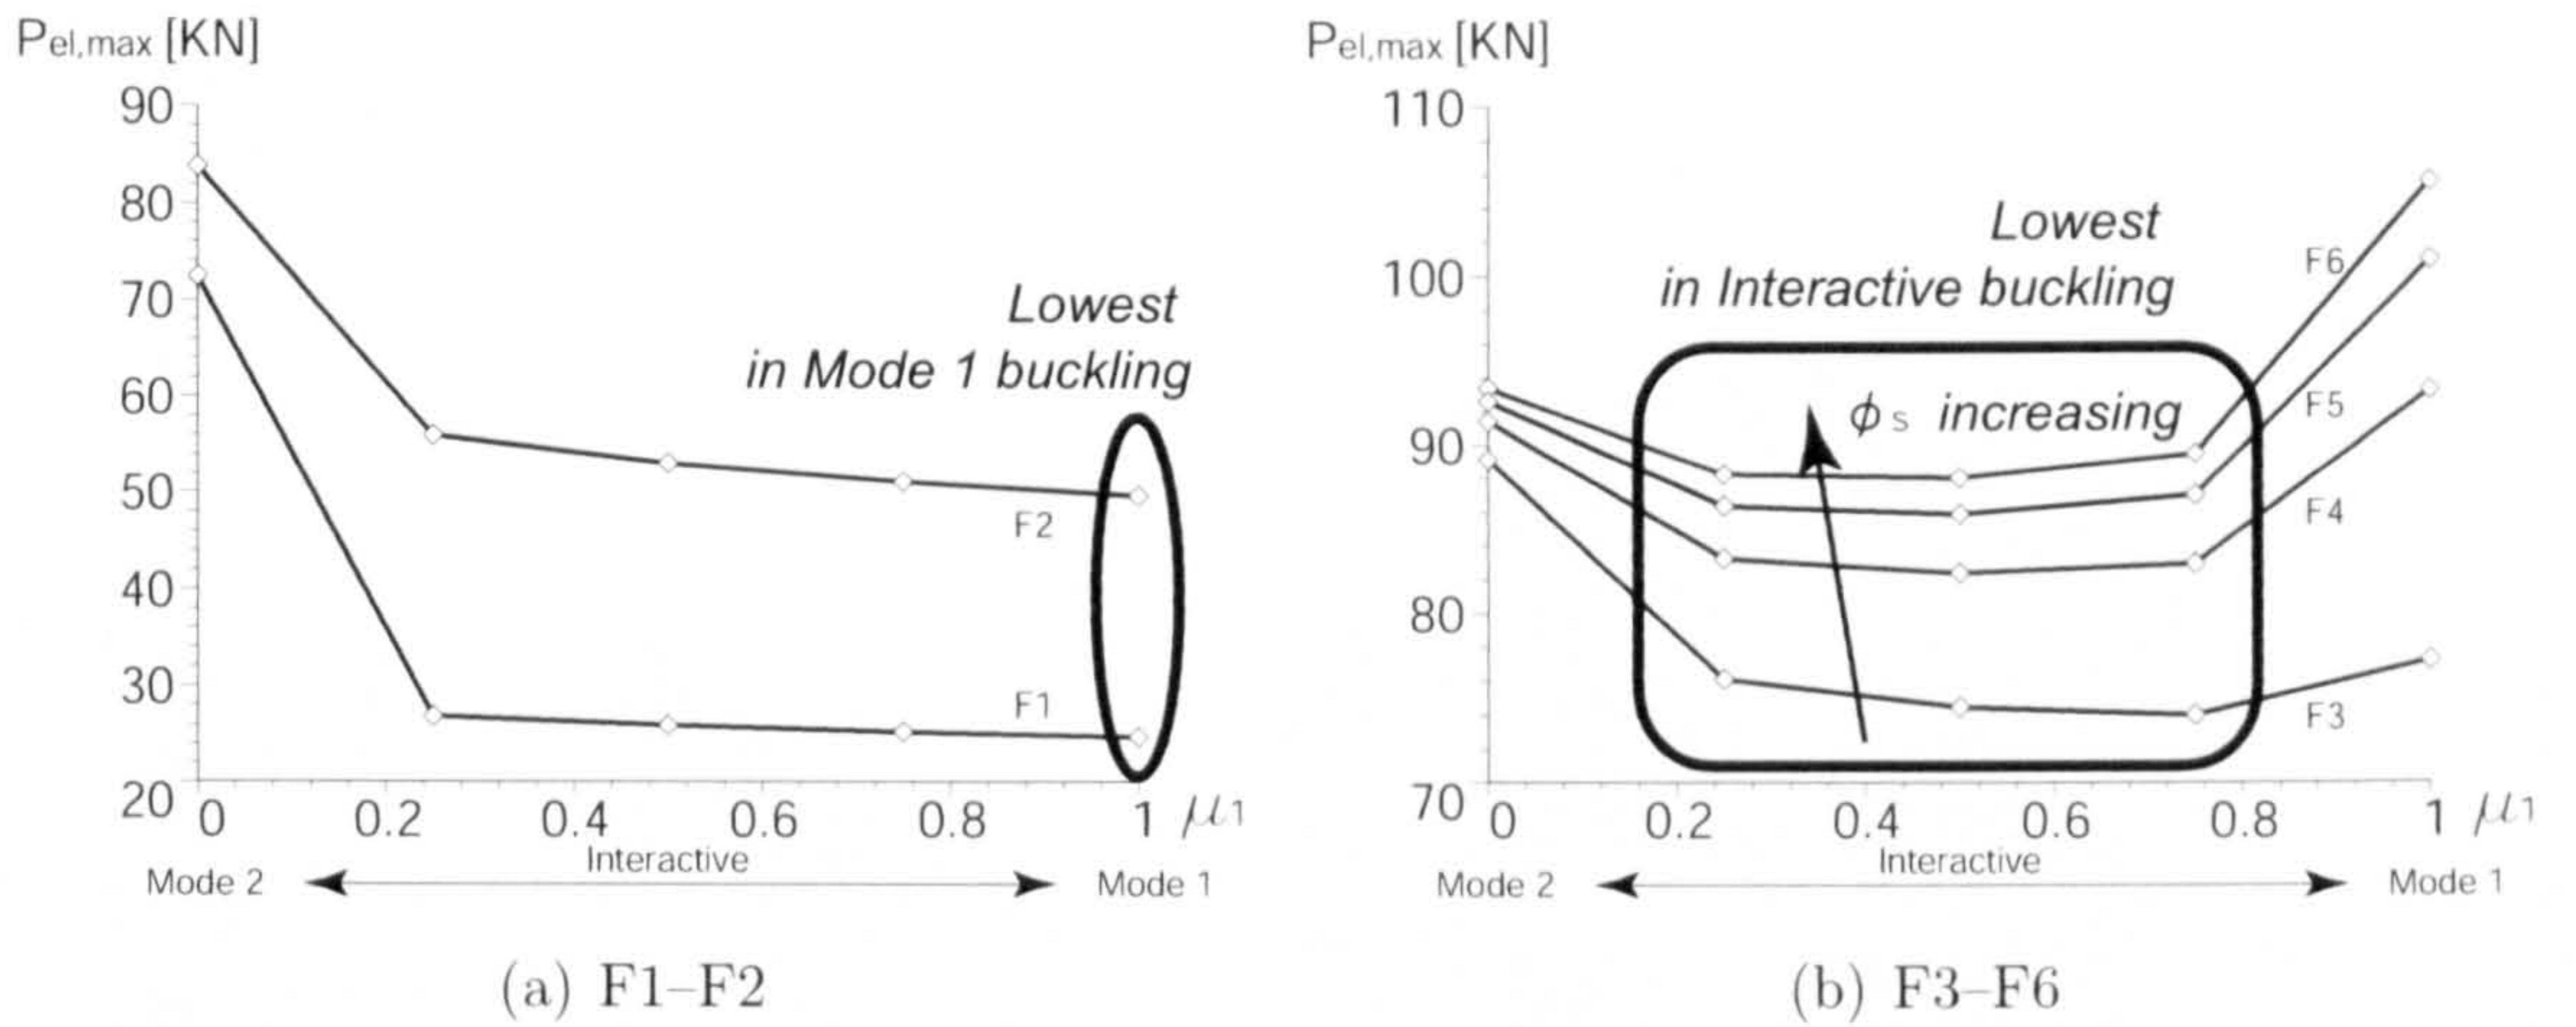 Pel,max [KN]
90
80
70
60
50
40
30
20
Lowest
in Mode 1 buckling
F2
F1
0 0.2 0.4 0.6 0.8 1 μ1
Interactive
Mode 2 Mode 1
(a) F1–F2
Pel,max [KN]
110
100
90
80
70
Lowest
in Interactive buckling
ϕs increasing
F6
F5
F4
F3
0 0.2 0.4 0.6 0.8 1 μ1
Interactive
Mode 2 Mode 1
(b) F3–F6